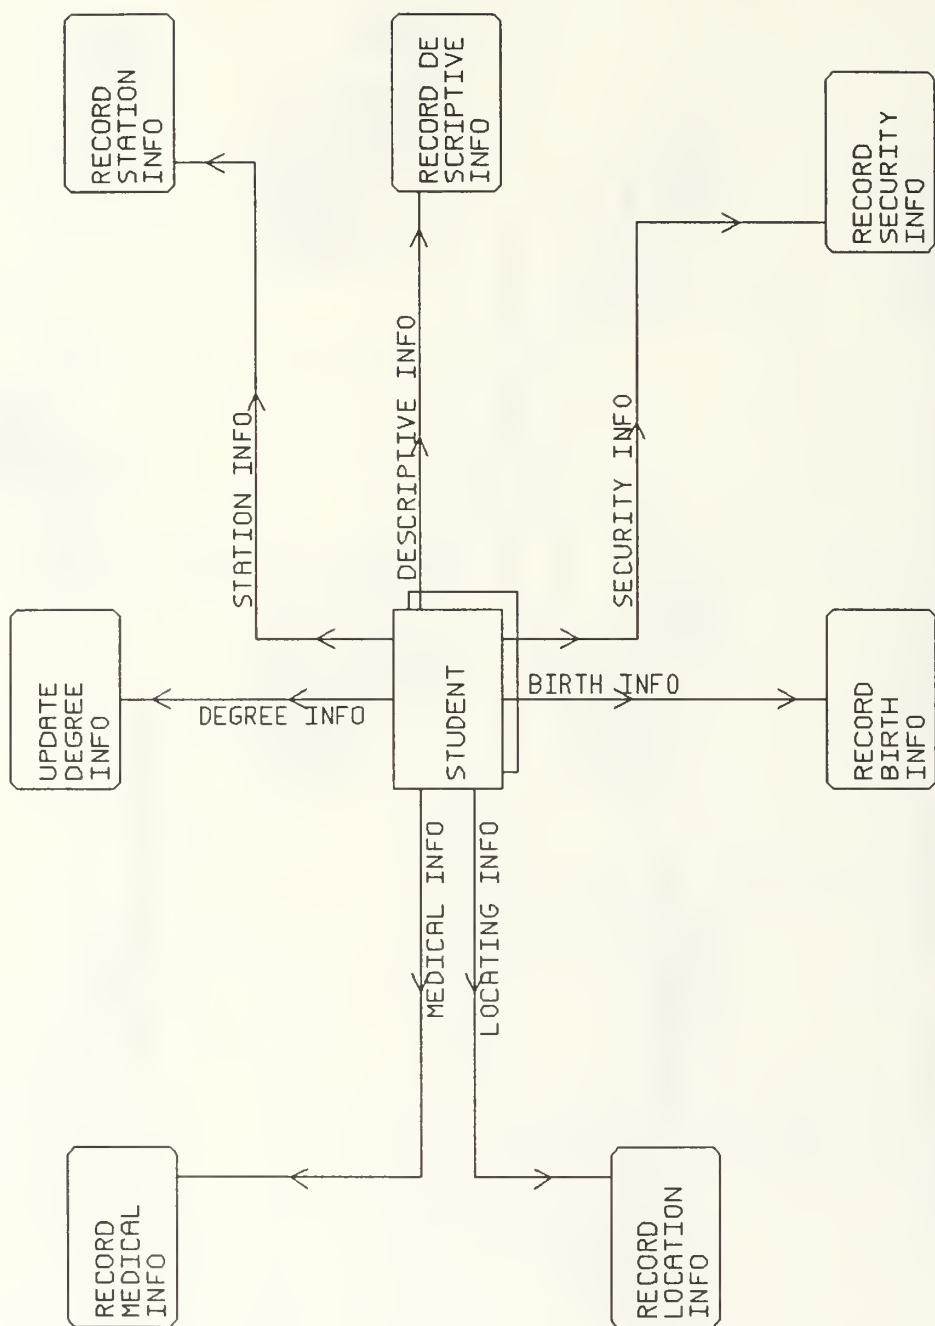 UPDATE
DEGREE
INFO
RECORD
MEDICAL
INFO
RECORD
STATION
INFO
DEGREE INFO
STATION INFO
MEDICAL INFO
DESCRIPTIVE INFO
RECORD DE
SCRIPTIVE
INFO
STUDENT
LOCATING INFO
BIRTH INFO
SECURITY INFO
RECORD
LOCATION
INFO
RECORD
BIRTH
INFO
RECORD
SECURITY
INFO